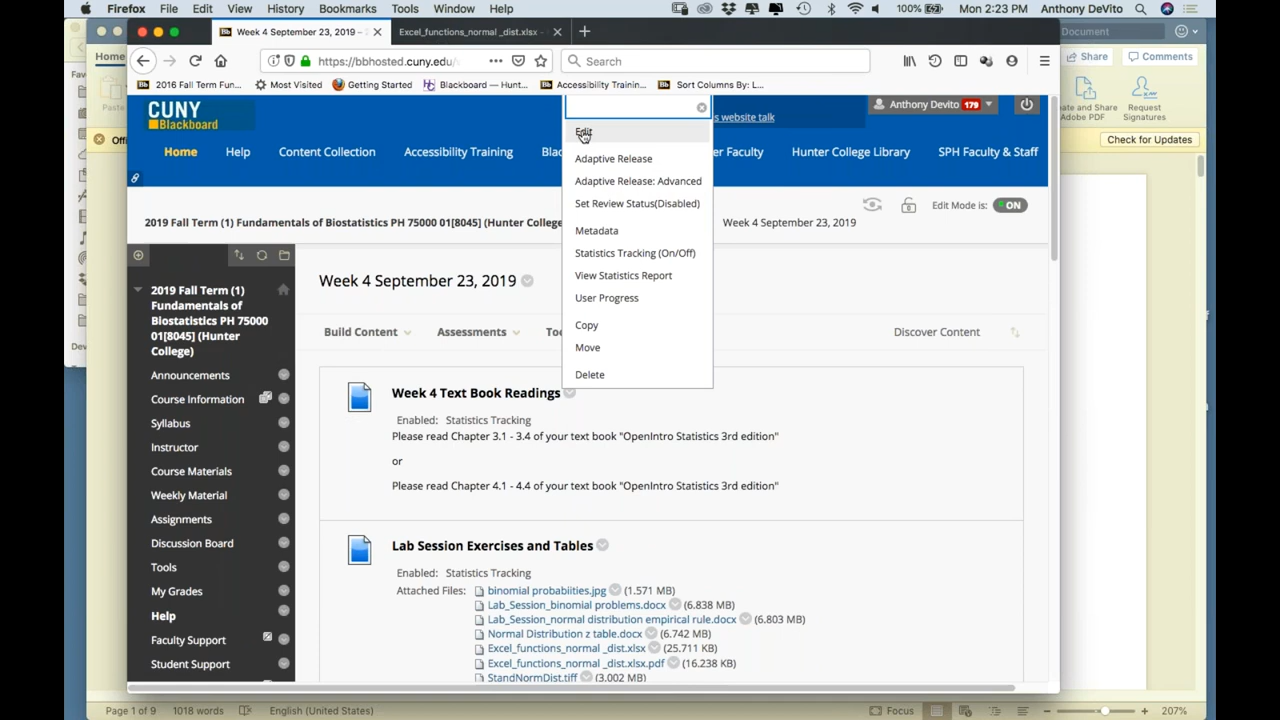 Firefox File Edit View History Bookmarks Tools Window Help 100% Mon 2:23 PM Anthony DeVito
Week 4 September 23, 2019 –
Excel_functions_normal _dist.xlsx -
Document
Home
https://bbhosted.cuny.edu/
Search
Share
Comments
2016 Fall Term Fun...
Most Visited
Getting Started
Blackboard — Hunt...
Accessibility Trainin...
Sort Columns By: L...
Paste
Adobe PDF
Request
Signatures
CUNY
Blackboard
s website talk
Anthony Devito 179
Check for Updates
Home
Help
Content Collection
Accessibility Training
er Faculty
Hunter College Library
SPH Faculty & Staff
Edit
Adaptive Release
Adaptive Release: Advanced
Set Review Status(Disabled)
Metadata
Statistics Tracking (On/Off)
View Statistics Report
User Progress
Copy
Move
Delete
Edit Mode is: ON
2019 Fall Term (1) Fundamentals of Biostatistics PH 75000 01[8045] (Hunter College
Week 4 September 23, 2019
2019 Fall Term (1)
Fundamentals of
Biostatistics PH 75000
01[8045] (Hunter
College)
Announcements
Course Information
Syllabus
Instructor
Course Materials
Weekly Material
Assignments
Discussion Board
Tools
My Grades
Help
Faculty Support
Student Support
Week 4 September 23, 2019
Build Content
Assessments
Discover Content
Week 4 Text Book Readings
Enabled: Statistics Tracking
Please read Chapter 3.1 - 3.4 of your text book "OpenIntro Statistics 3rd edition"
or
Please read Chapter 4.1 - 4.4 of your text book "OpenIntro Statistics 3rd edition"
Lab Session Exercises and Tables
Enabled: Statistics Tracking
Attached Files: binomial probabiities.jpg (1.571 MB)
Lab_Session_binomial problems.docx (6.838 MB)
Lab_Session_normal distribution empirical rule.docx (6.803 MB)
Normal Distribution z table.docx (6.742 MB)
Excel_functions_normal _dist.xlsx (25.711 KB)
Excel_functions_normal _dist.xlsx.pdf (16.238 KB)
StandNormDist.tiff (3.002 MB)
Page 1 of 9 1018 words English (United States) Focus 207%